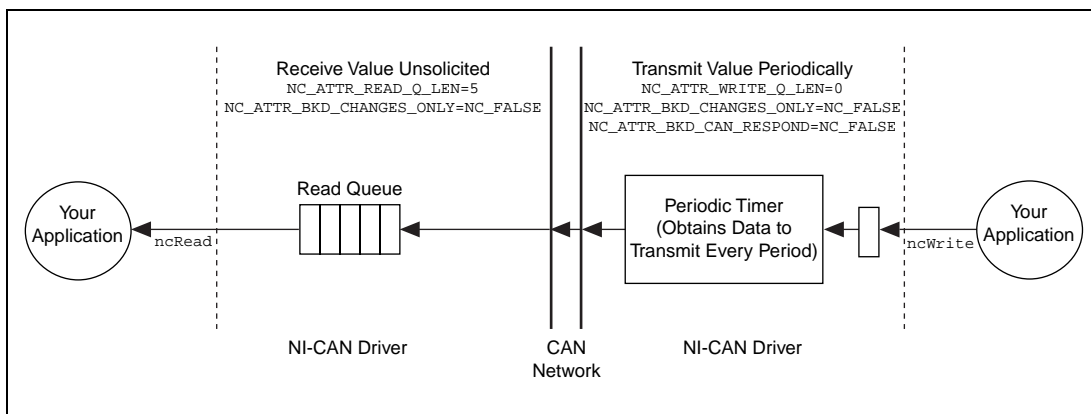 Receive Value Unsolicited
NC_ATTR_READ_Q_LEN=5
NC_ATTR_BKD_CHANGES_ONLY=NC_FALSE
Transmit Value Periodically
NC_ATTR_WRITE_Q_LEN=0
NC_ATTR_BKD_CHANGES_ONLY=NC_FALSE
NC_ATTR_BKD_CAN_RESPOND=NC_FALSE
Your
Application
ncRead
Read Queue
Periodic Timer
(Obtains Data to
Transmit Every Period)
ncWrite
Your
Application
NI-CAN Driver
CAN
Network
NI-CAN Driver